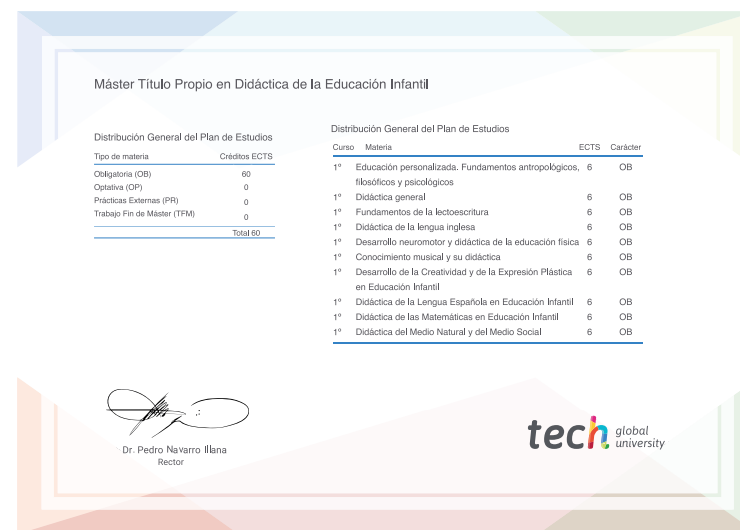 Máster Título Propio en Didáctica de la Educación Infantil
Distribución General del Plan de Estudios
Tipo de materia Créditos ECTS
Obligatoria (OB) 60
Optativa (OP) 0
Prácticas Externas (PR) 0
Trabajo Fin de Máster (TFM) 0
Total 60
Distribución General del Plan de Estudios
Curso Materia ECTS Carácter
1º Educación personalizada. Fundamentos antropológicos, 6 OB
filosóficos y psicológicos
1º Didáctica general 6 OB
1º Fundamentos de la lectoescritura 6 OB
1º Didáctica de la lengua inglesa 6 OB
1º Desarrollo neuromotor y didáctica de la educación física 6 OB
1º Conocimiento musical y su didáctica 6 OB
1º Desarrollo de la Creatividad y de la Expresión Plástica 6 OB
en Educación Infantil
1º Didáctica de la Lengua Española en Educación Infantil 6 OB
1º Didáctica de las Matemáticas en Educación Infantil 6 OB
1º Didáctica del Medio Natural y del Medio Social 6 OB
Dr. Pedro Navarro Illana
Rector
tech global
university